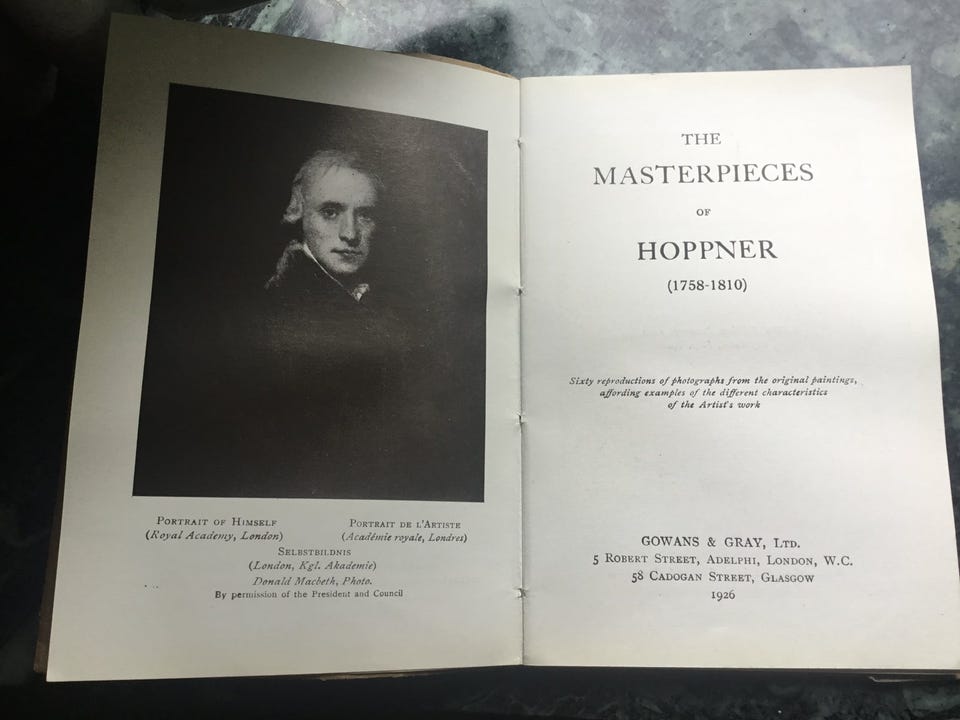 Portrait of Himself
(Royal Academy, London)
Portrait de l'Artiste
(Académie royale, Londres)
Selbstbildnis
(London, Kgl. Akademie)
Donald Macbeth, Photo.
By permission of the President and Council
THE
MASTERPIECES
OF
HOPPNER
(1758-1810)
Sixty reproductions of photographs from the original paintings,
affording examples of the different characteristics
of the Artist's work
GOWANS & GRAY, Ltd.
5 Robert Street, Adelphi, London, W.C.
58 Cadogan Street, Glasgow
1926